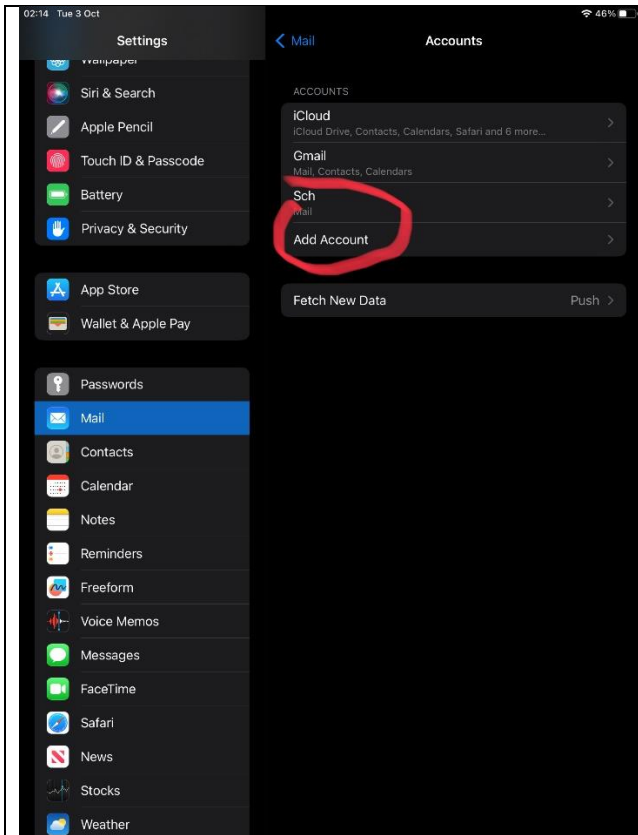 02:14 Tue 3 Oct
46%
Settings
Wallpaper
Siri & Search
Apple Pencil
Touch ID & Passcode
Battery
Privacy & Security
App Store
Wallet & Apple Pay
Passwords
Mail
Contacts
Calendar
Notes
Reminders
Freeform
Voice Memos
Messages
FaceTime
Safari
News
Stocks
Weather
Mail
Accounts
ACCOUNTS
iCloud
iCloud Drive, Contacts, Calendars, Safari and 6 more...
Gmail
Mail, Contacts, Calendars
Sch
Mail
Add Account
Fetch New Data
Push